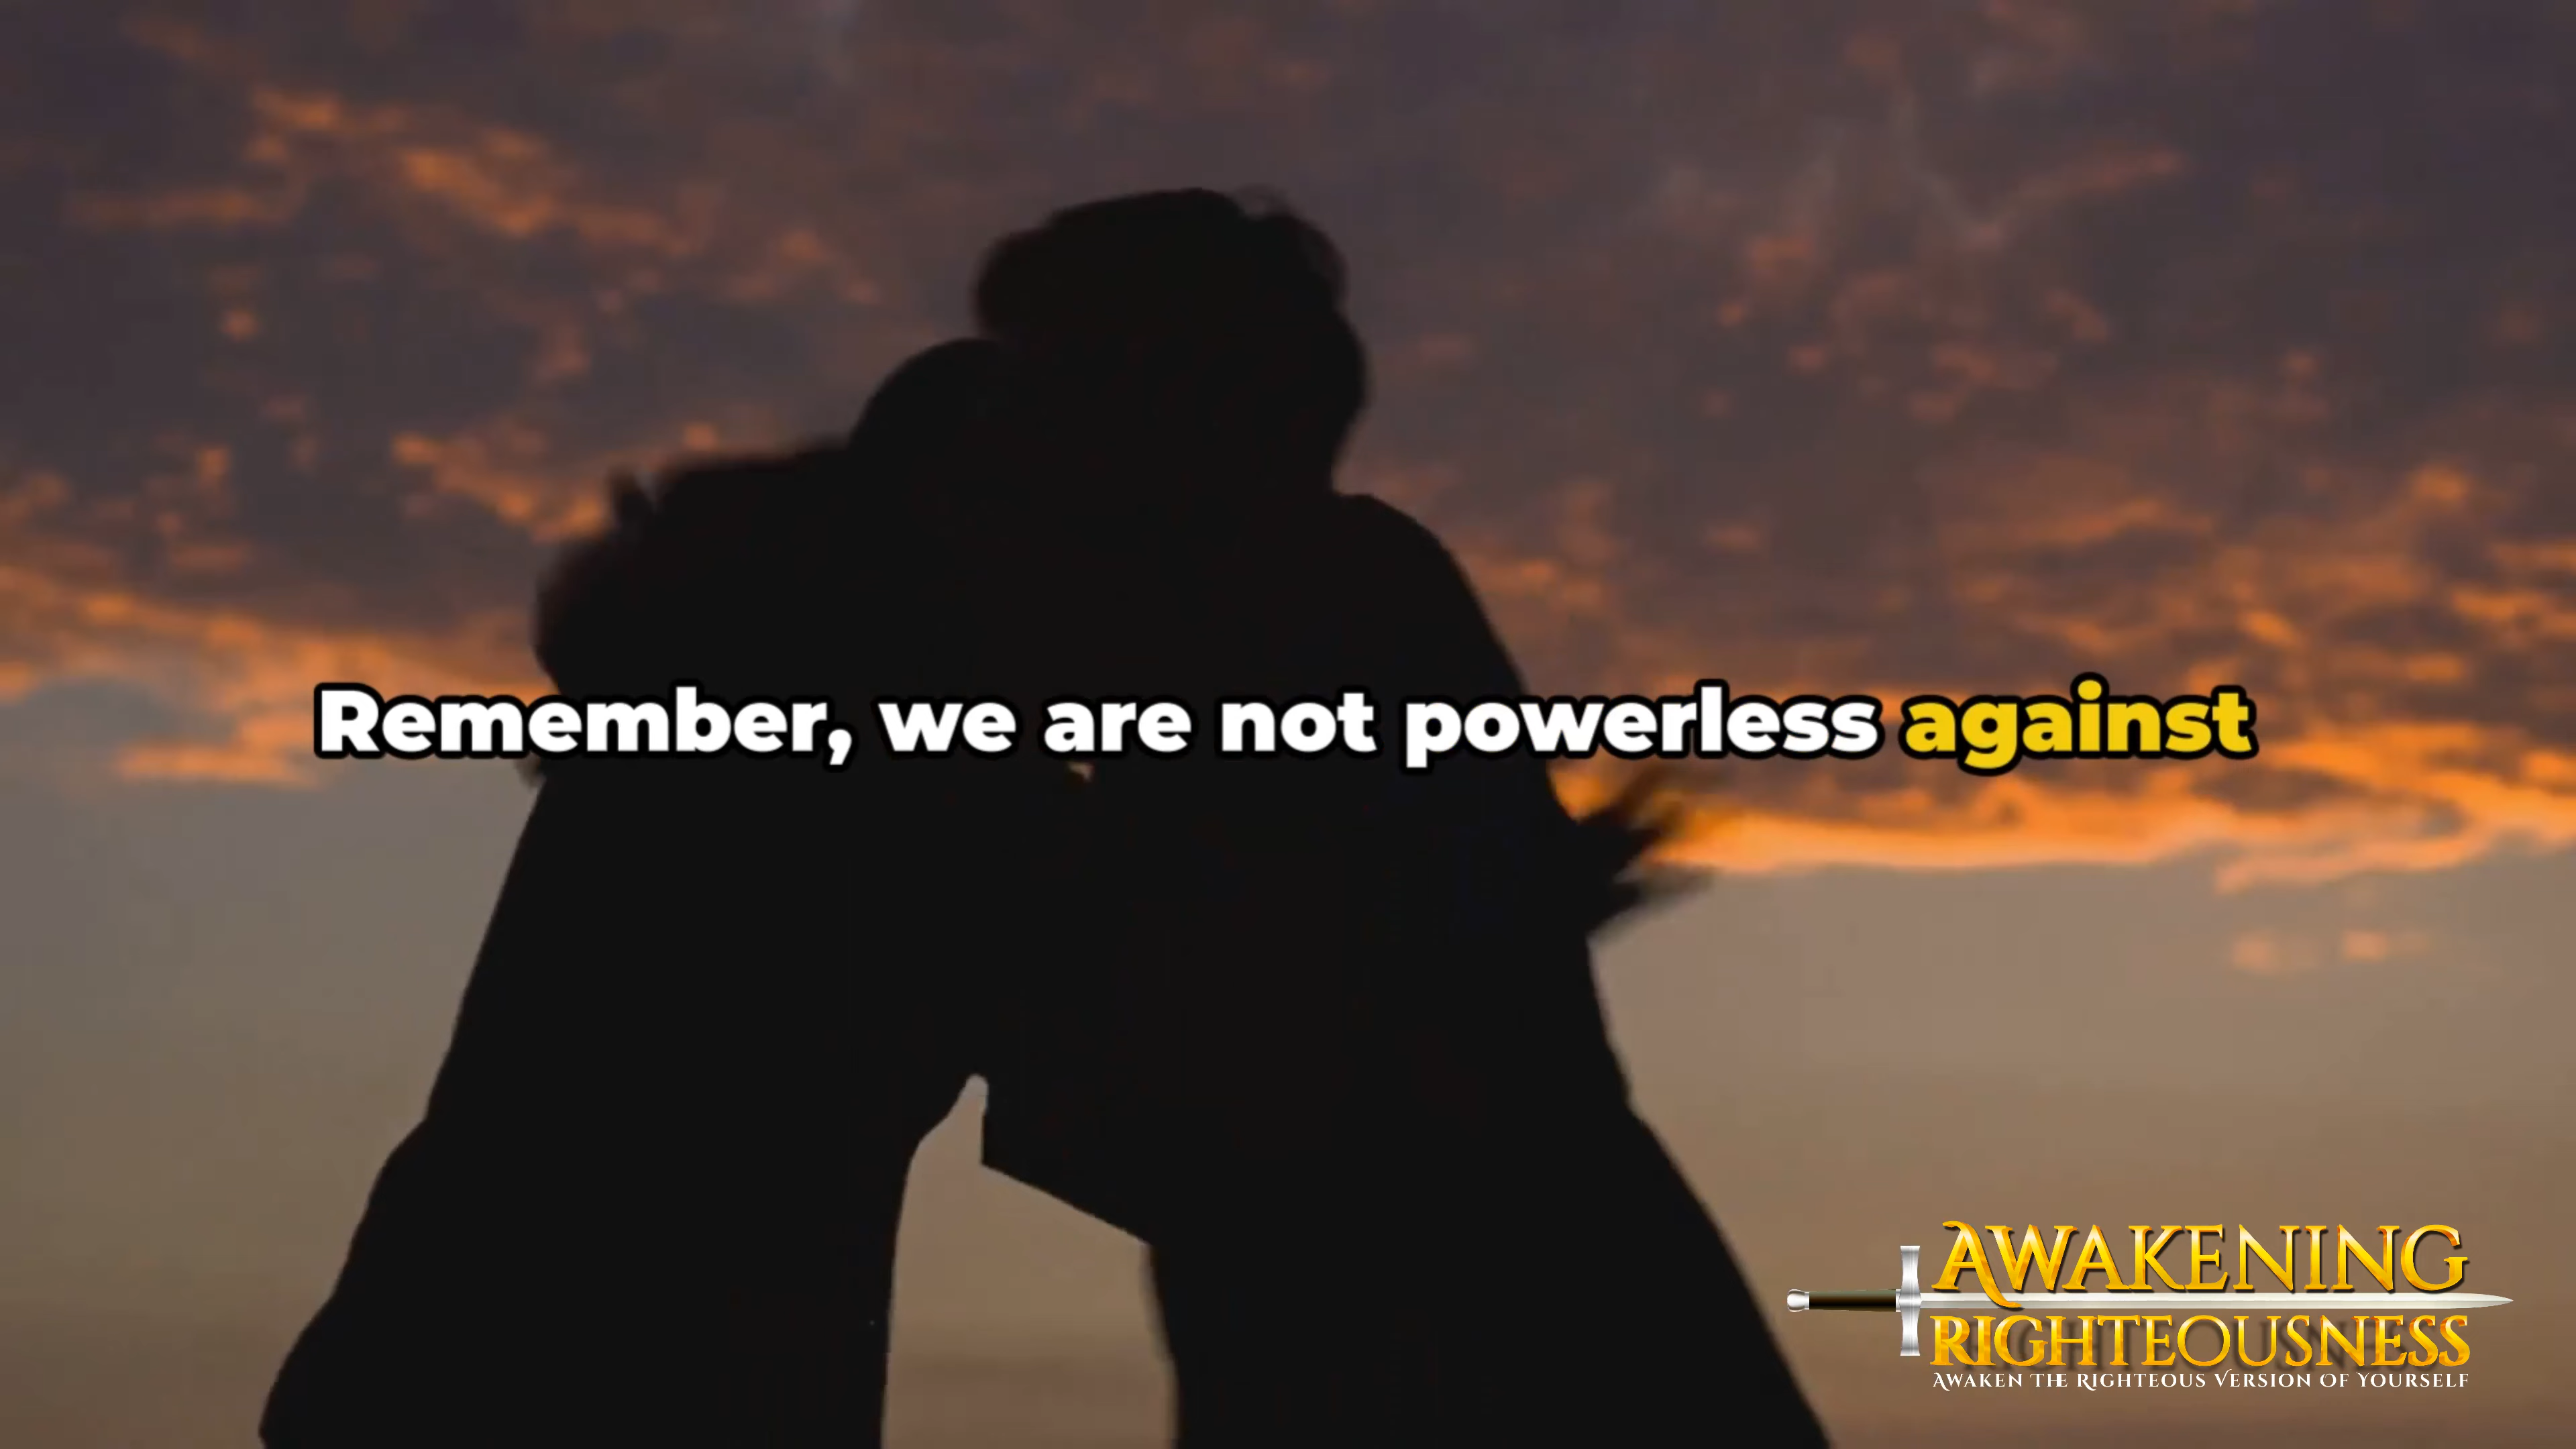 Remember, we are not powerless against
AWAKENING
RIGHTEOUSNESS
AWAKEN THE RIGHTEOUS VERSION OF YOURSELF